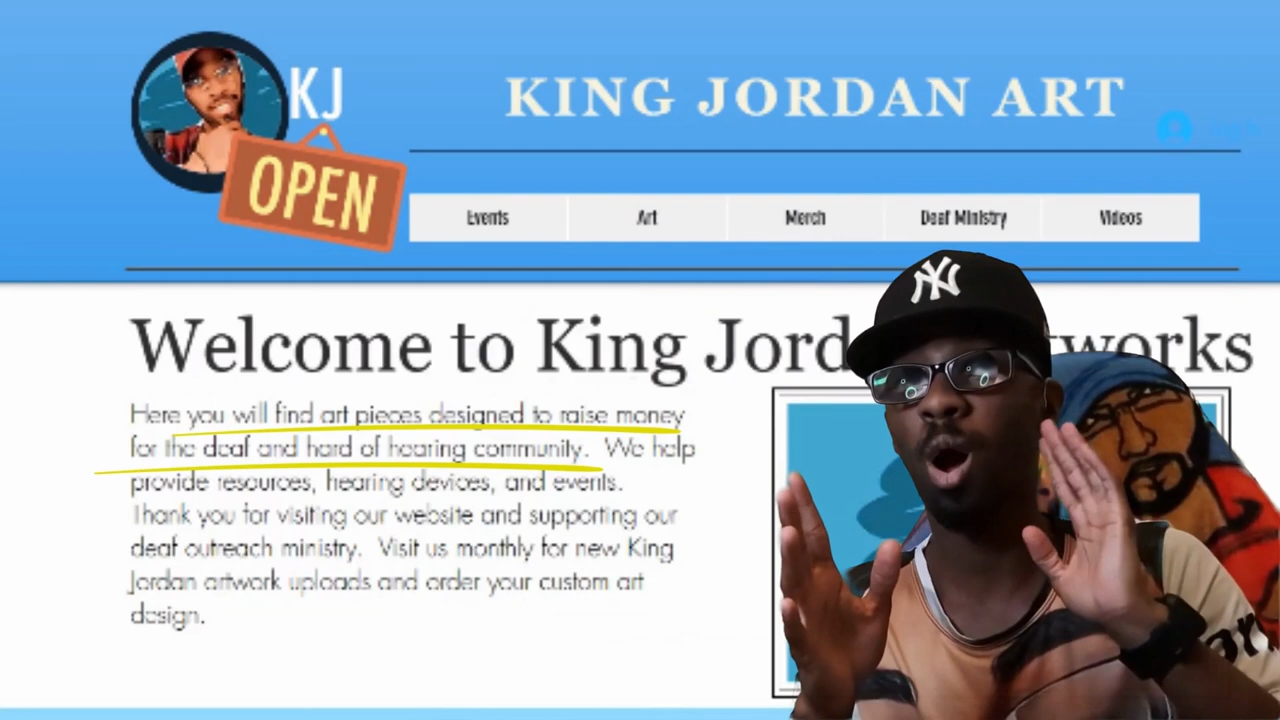 KJ
OPEN
KING JORDAN ART
Events
Art
Merch
Deaf Ministry
Videos
NY
Welcome to King Jord tworks
Here you will find art pieces designed to raise money
for the deaf and hard of hearing community. We help
provide resources, hearing devices, and events.
Thank you for visiting our website and supporting our
deaf outreach ministry. Visit us monthly for new King
Jordan artwork uploads and order your custom art
design.